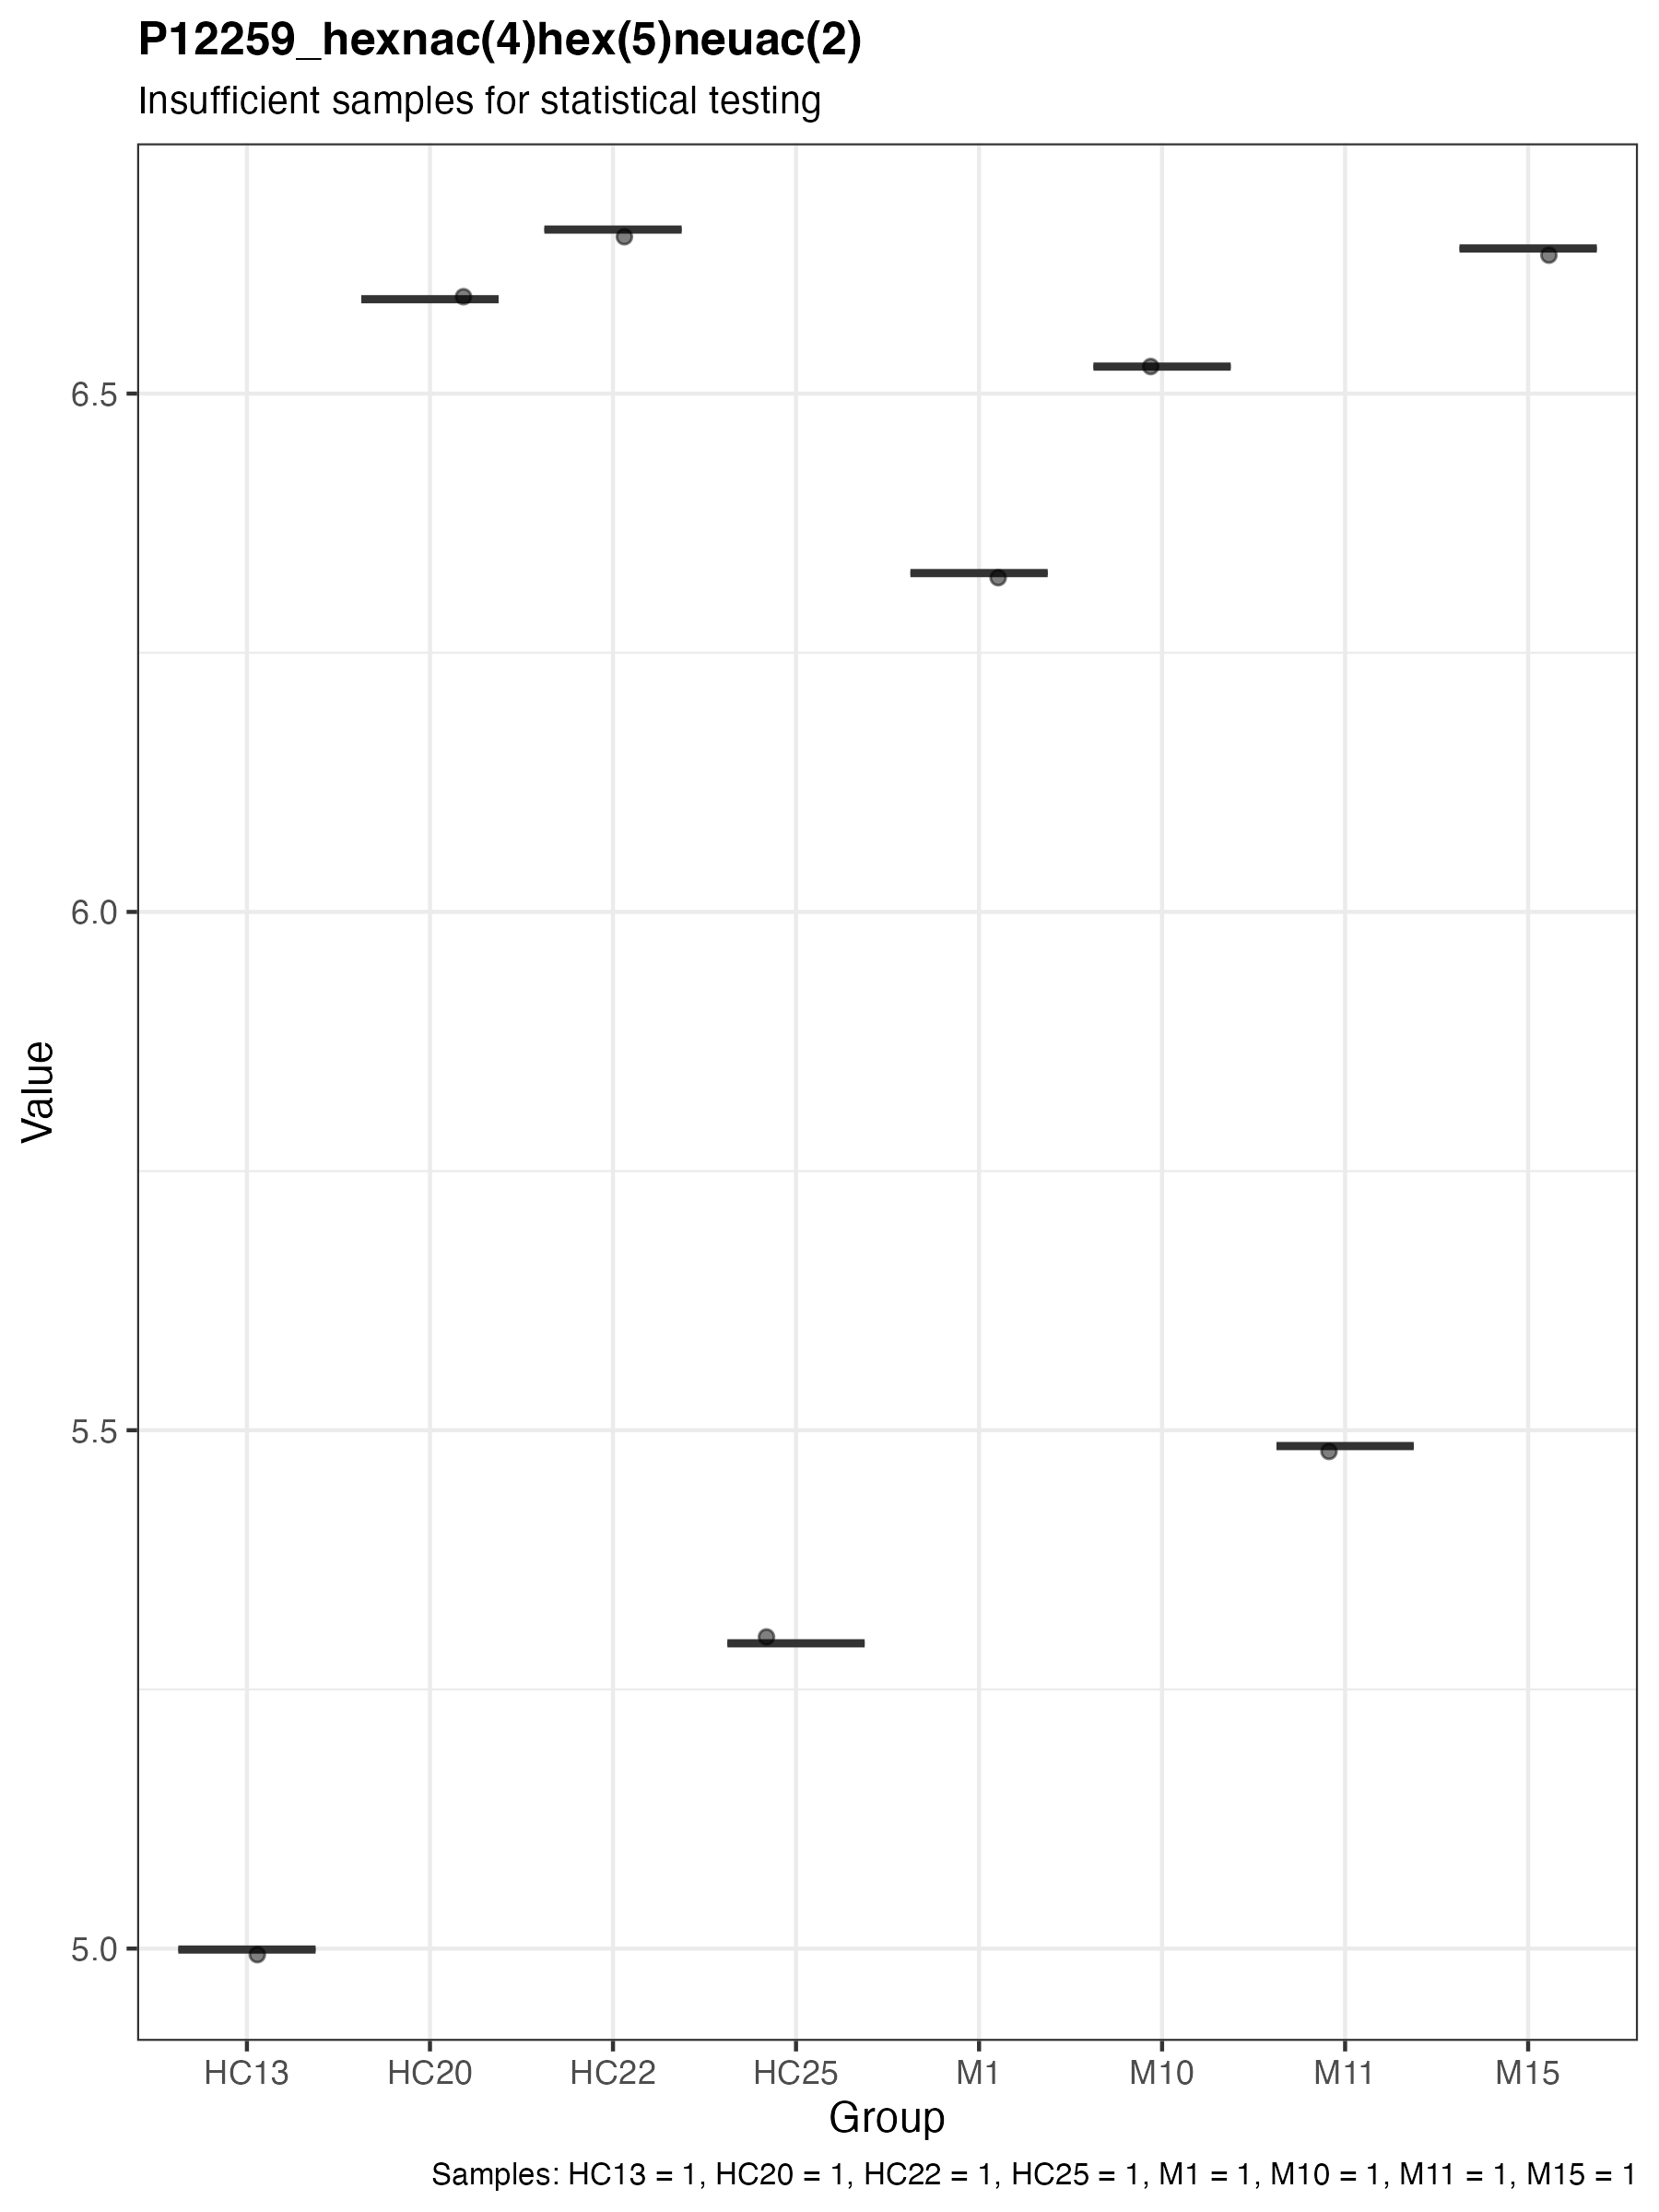 P12259_hexnac(4)hex(5)neuac(2)
Insufficient samples for statistical testing
6.5
6.0
5.5
5.0
Value
HC13 HC20 HC22 HC25 M1 M10 M11 M15
Group
Samples: HC13 = 1, HC20 = 1, HC22 = 1, HC25 = 1, M1 = 1, M10 = 1, M11 = 1, M15 = 1